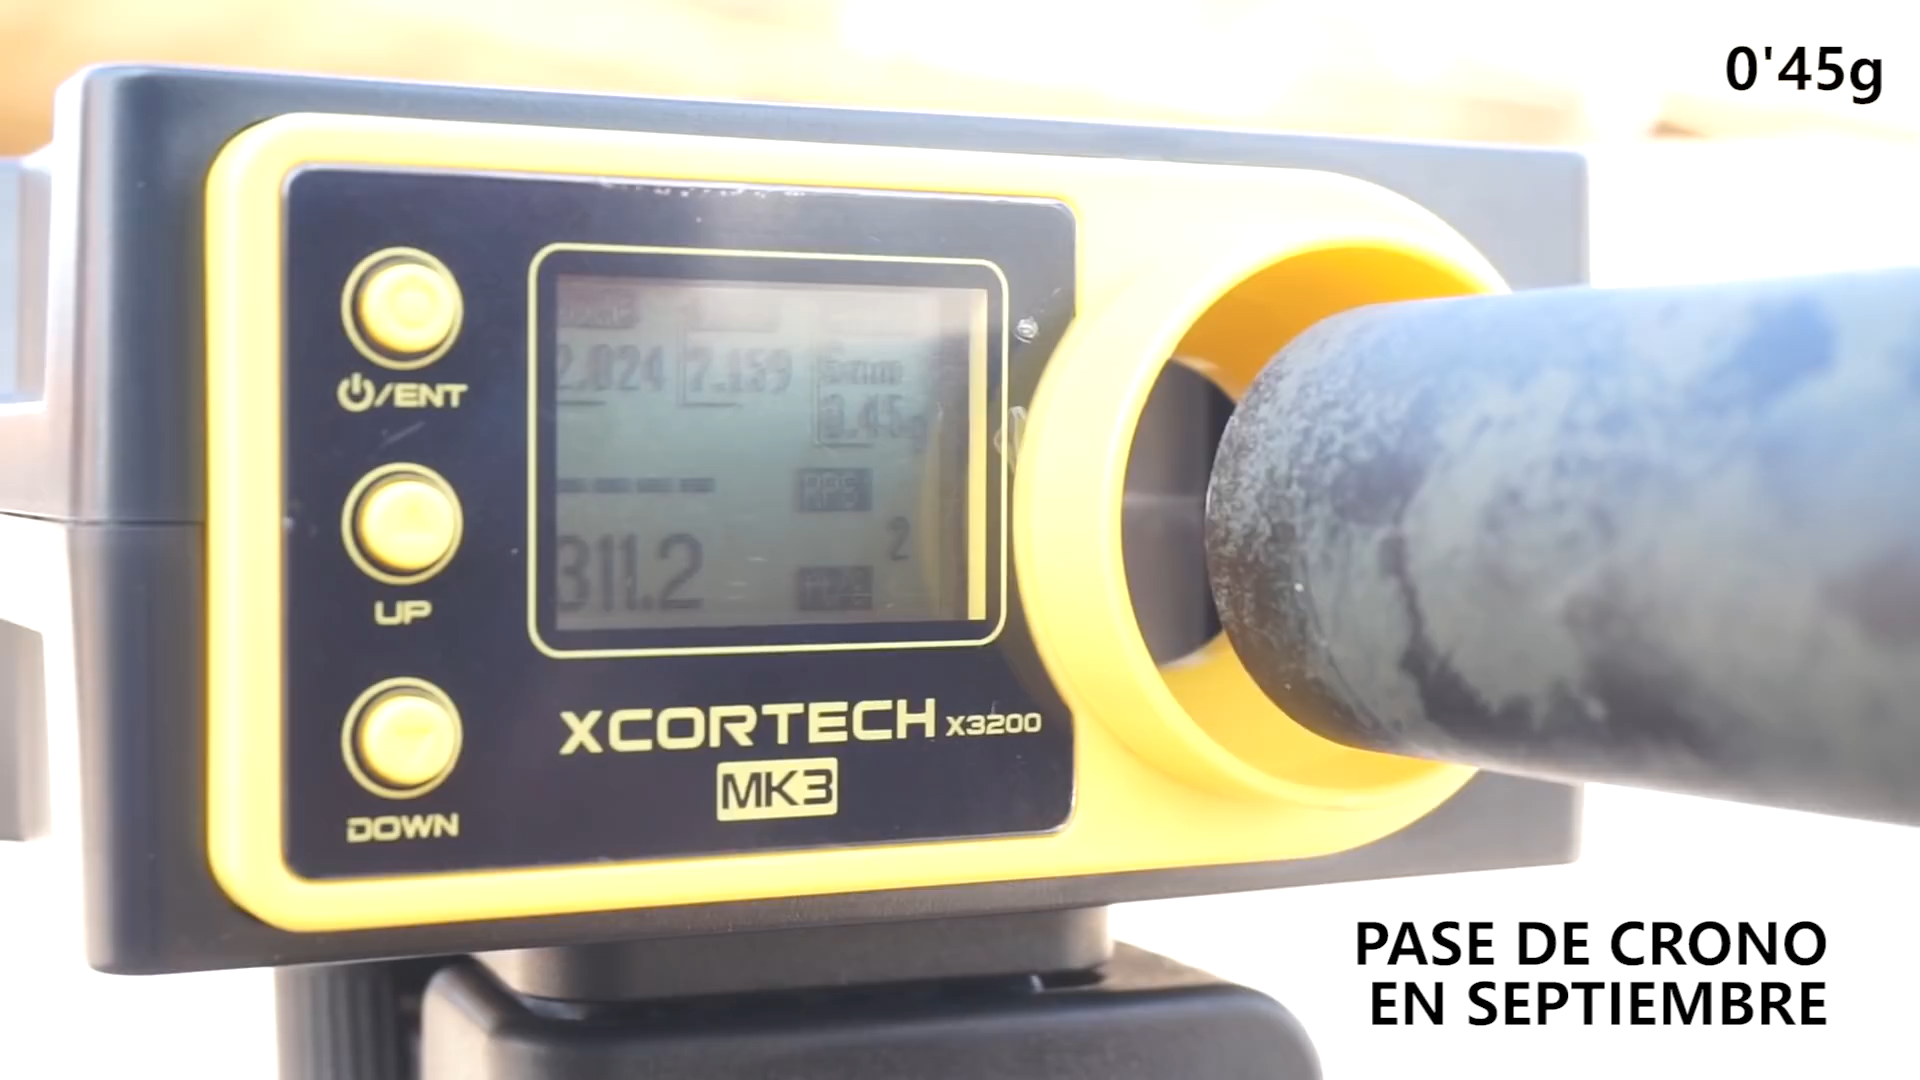 0'45g
2.024 7.159 6mm
0.45g
----
311.2 2
⏻/ENT
UP
DOWN
XCORTECH X3200
MK3
PASE DE CRONO
EN SEPTIEMBRE